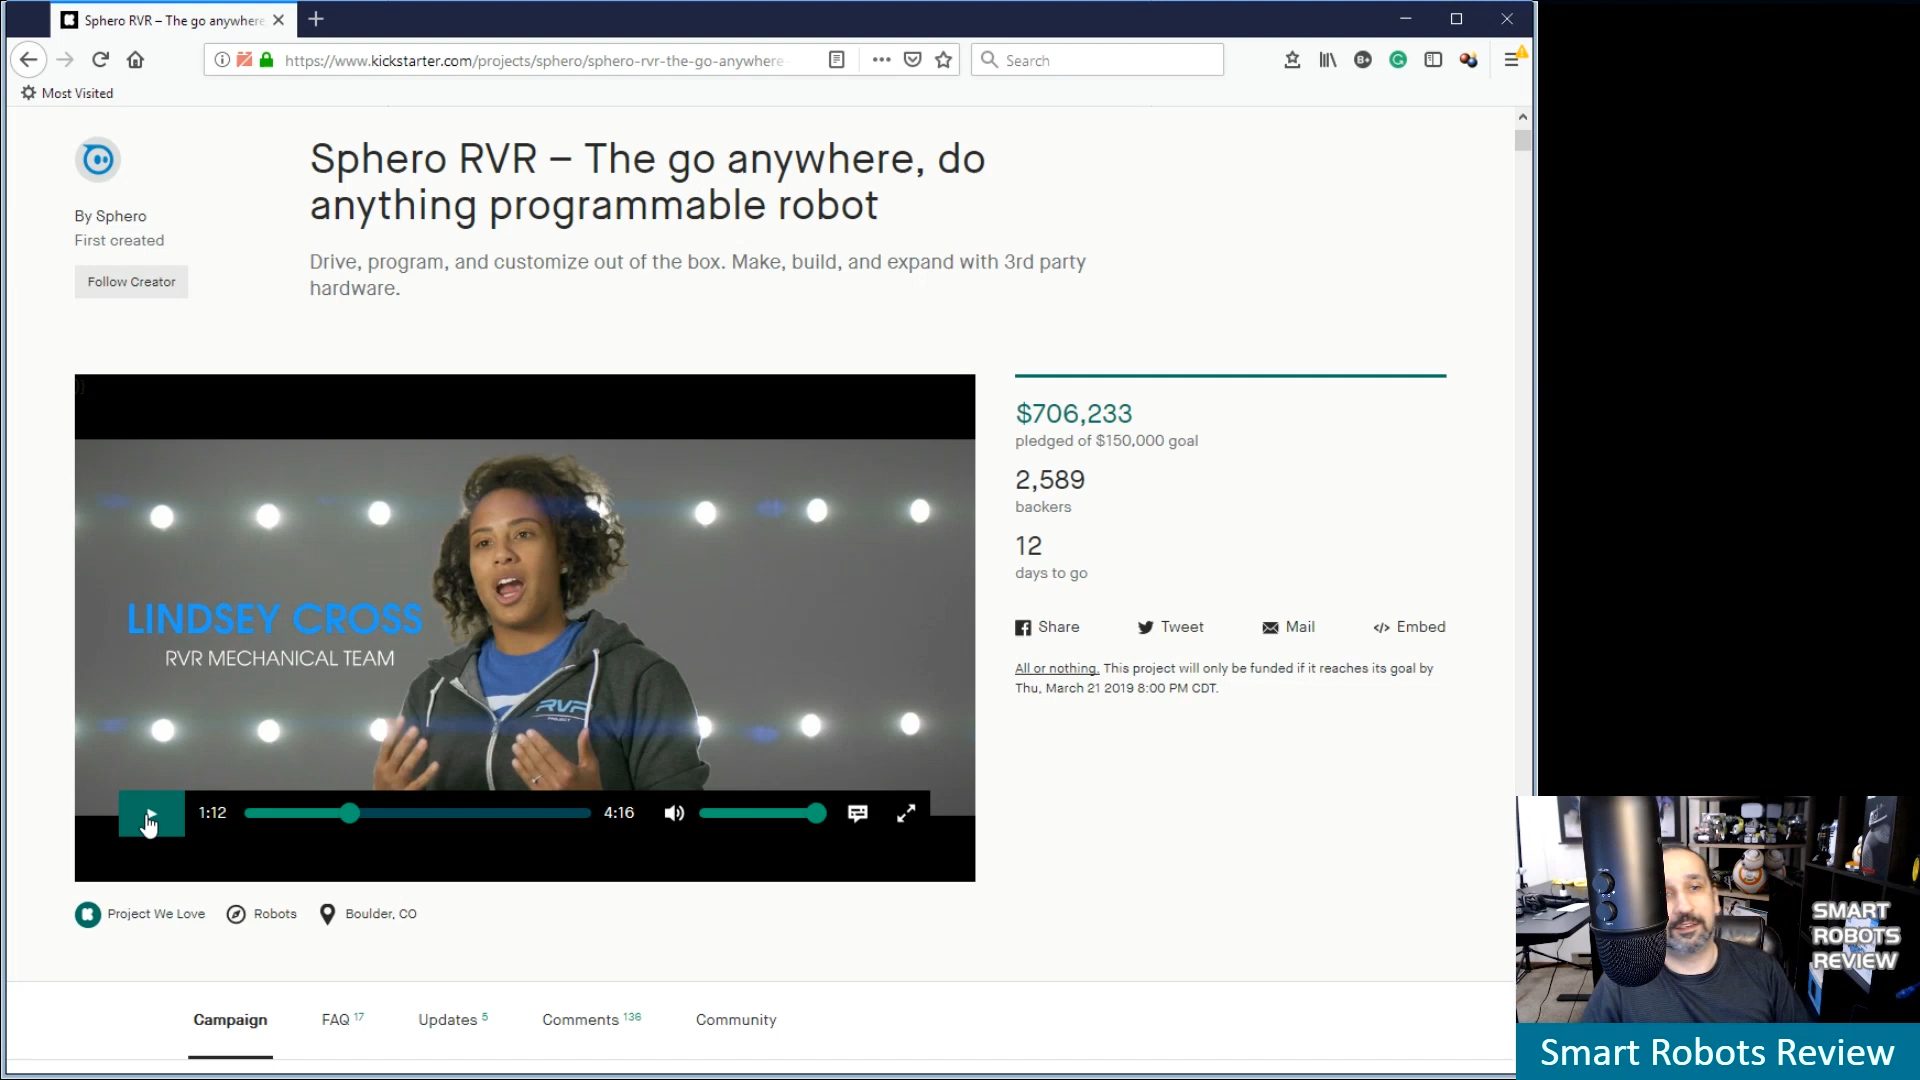 Sphero RVR – The go anywhere
https://www.kickstarter.com/projects/sphero/sphero-rvr-the-go-anywhere-
Search
Most Visited
Sphero RVR – The go anywhere, do
anything programmable robot
By Sphero
First created
Follow Creator
Drive, program, and customize out of the box. Make, build, and expand with 3rd party
hardware.
$706,233
pledged of $150,000 goal
2,589
backers
12
days to go
Share
Tweet
Mail
</> Embed
All or nothing. This project will only be funded if it reaches its goal by
Thu, March 21 2019 8:00 PM CDT.
LINDSEY CROSS
RVR MECHANICAL TEAM
RVR
PROJECT
1:12
4:16
Project We Love
Robots
Boulder, CO
Campaign
FAQ 17
Updates 5
Comments 136
Community
SMART
ROBOTS
REVIEW
Smart Robots Review